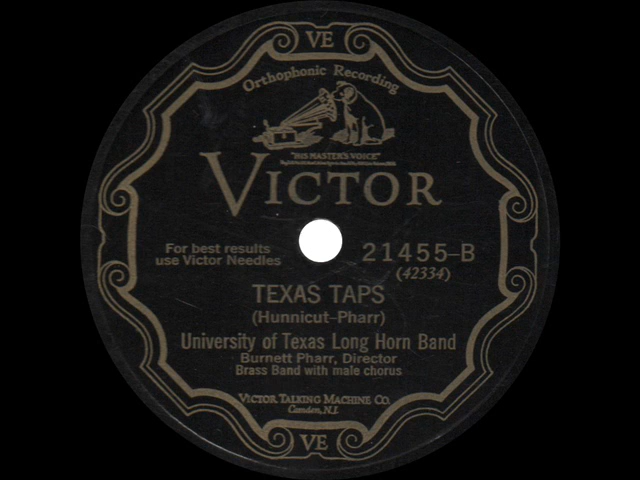 VE
Orthophonic Recording
"HIS MASTER'S VOICE"
VICTOR
For best results
use Victor Needles
21455-B
(42334)
TEXAS TAPS
(Hunnicut-Pharr)
University of Texas Long Horn Band
Burnett Pharr, Director
Brass Band with male chorus
VICTOR TALKING MACHINE CO.
Camden, N.J.
VE